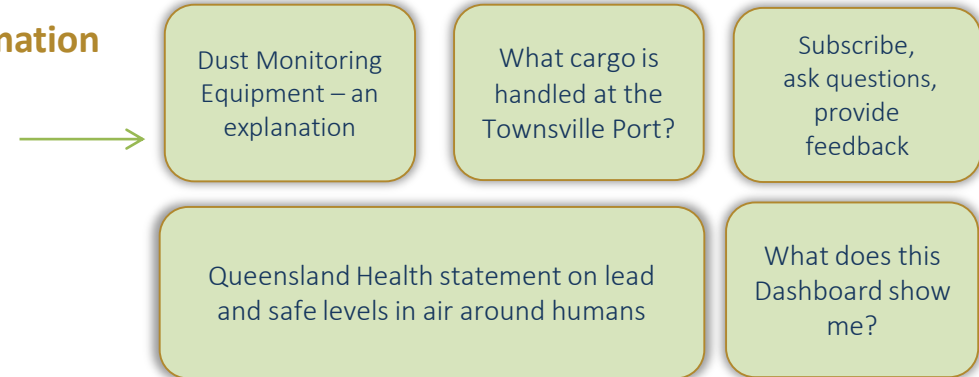 nation
Dust Monitoring
Equipment – an
explanation
What cargo is
handled at the
Townsville Port?
Subscribe,
ask questions,
provide
feedback
Queensland Health statement on lead
and safe levels in air around humans
What does this
Dashboard show
me?